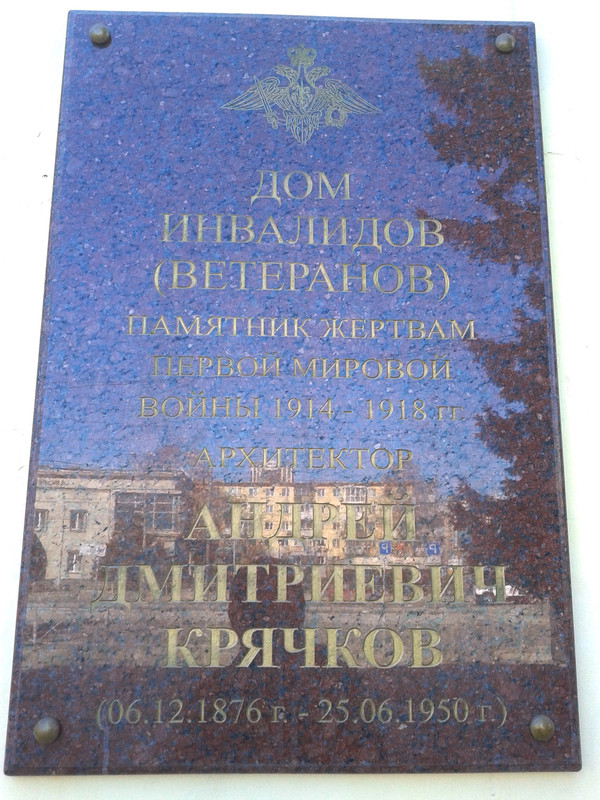 ДОМ
ИНВАЛИДОВ
(ВЕТЕРАНОВ)
ПАМЯТНИК ЖЕРТВАМ
ПЕРВОЙ МИРОВОЙ
ВОЙНЫ 1914 - 1918 гг.
АРХИТЕКТОР
АНДРЕЙ
ДМИТРИЕВИЧ
КРЯЧКОВ
(06.12.1876 г. - 25.06.1950 г.)